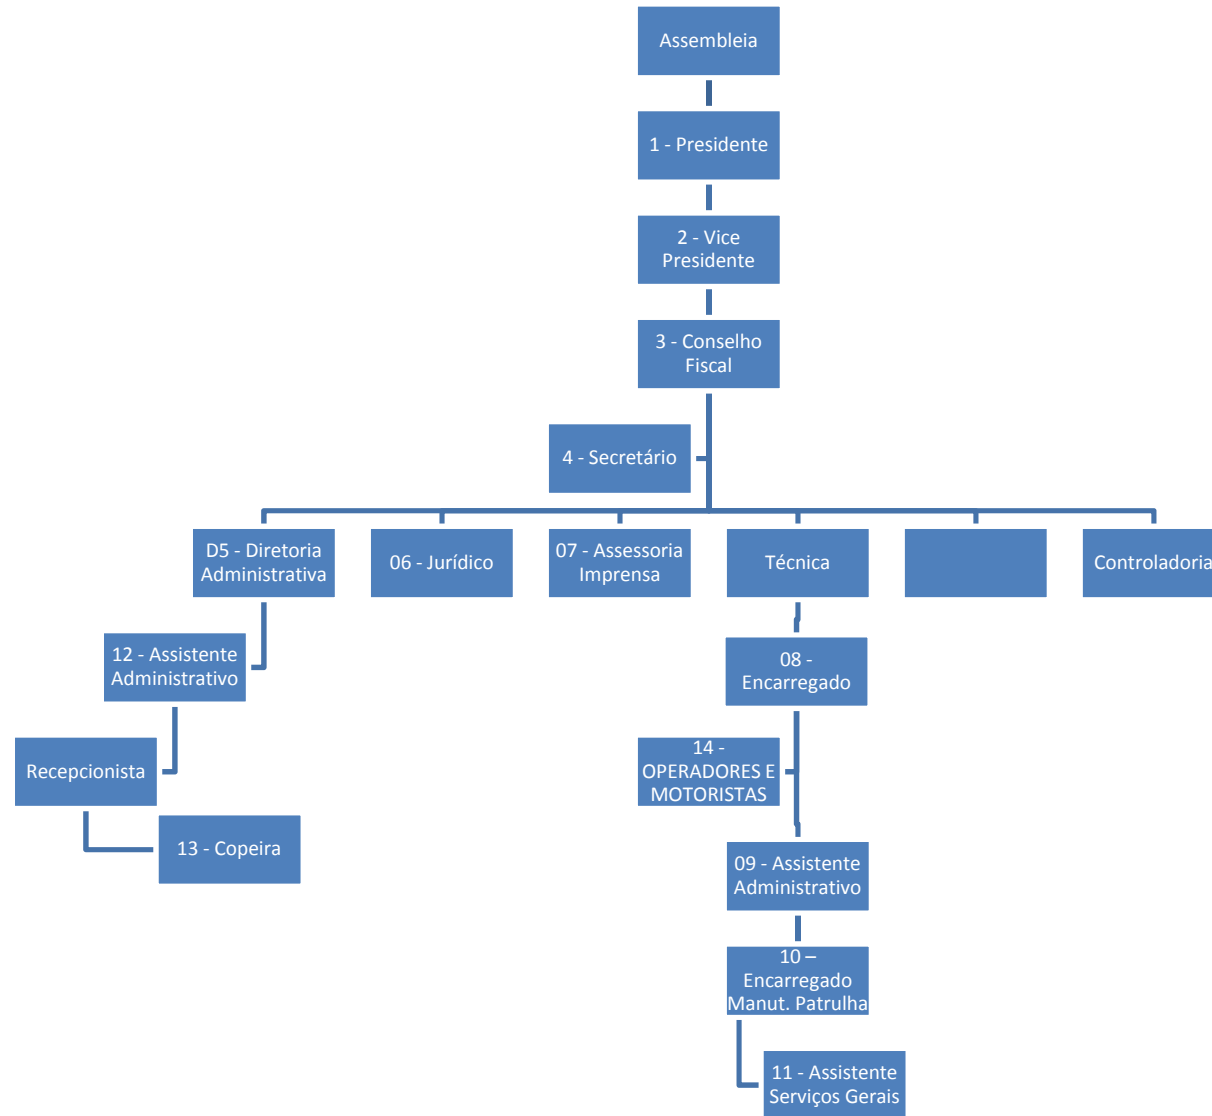 Assembleia
1 - Presidente
2 - Vice
Presidente
3 - Conselho
Fiscal
4 - Secretário
D5 - Diretoria
Administrativa
06 - Jurídico
07 - Assessoria
Imprensa
Técnica
Controladoria
12 - Assistente
Administrativo
08 -
Encarregado
Recepcionista
14 -
OPERADORES E
MOTORISTAS
13 - Copeira
09 - Assistente
Administrativo
10 –
Encarregado
Manut. Patrulha
11 - Assistente
Serviços Gerais